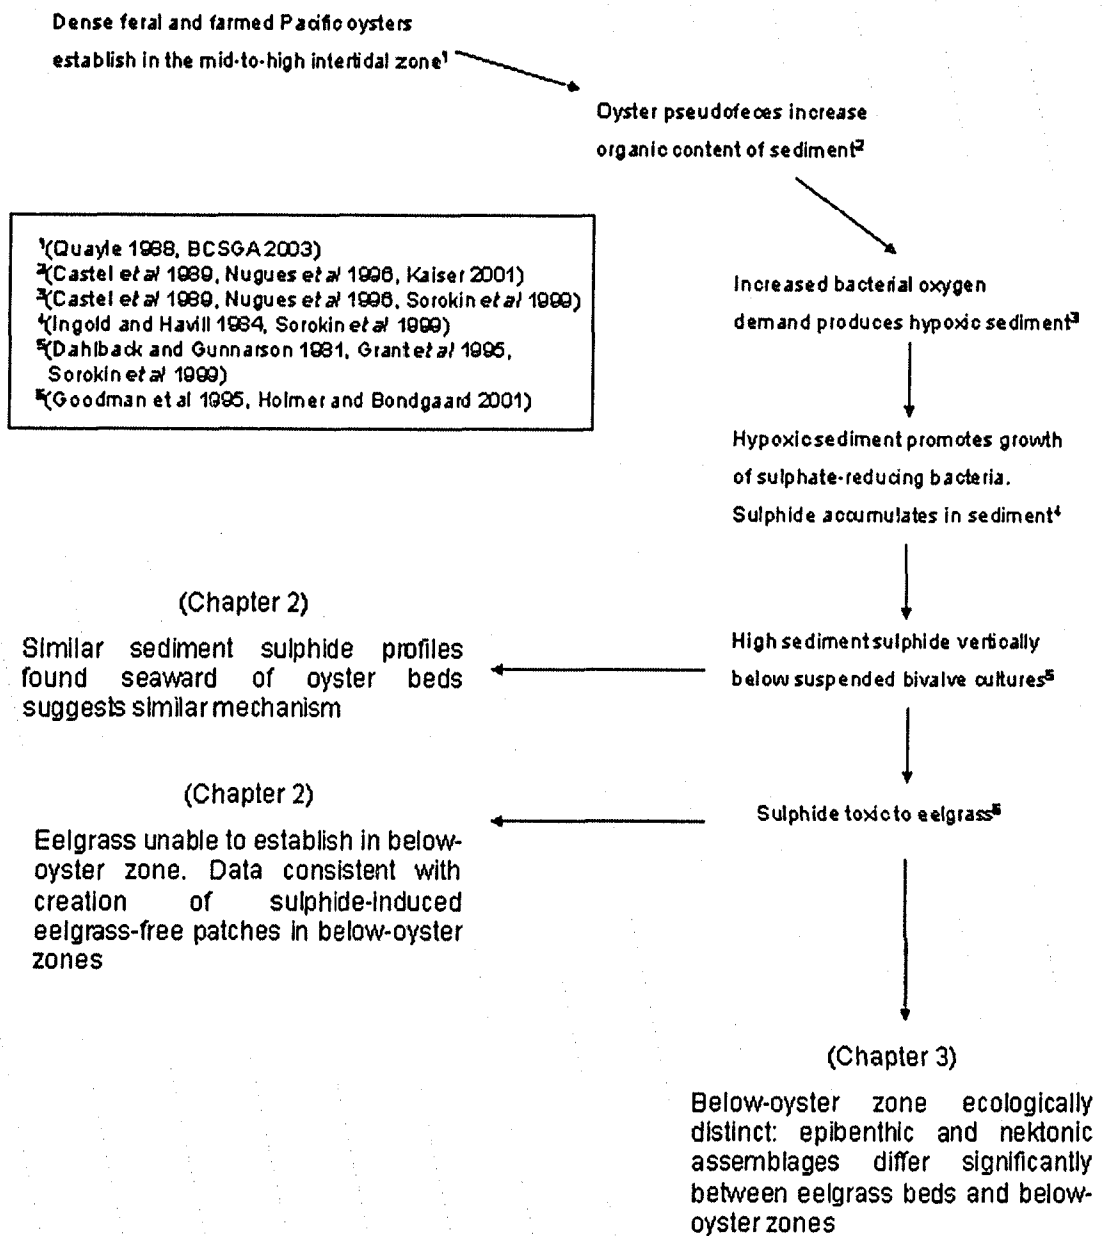 Dense feral and farmed Pacific oysters
establish in the mid-to-high intertidal zone¹
Oyster pseudofeces increase
organic content of sediment²
¹(Quayle 1988, BCSGA 2003)
²(Castel et al 1989, Nugues et al 1996, Kaiser 2001)
³(Castel et al 1989, Nugues et al 1996, Sorokin et al 1999)
⁴(Ingold and Havill 1984, Sorokin et al 1999)
⁵(Dahlback and Gunnarson 1981, Grant et al 1995,
Sorokin et al 1999)
⁶(Goodman et al 1995, Holmer and Bondgaard 2001)
Increased bacterial oxygen
demand produces hypoxic sediment³
Hypoxic sediment promotes growth
of sulphate-reducing bacteria.
Sulphide accumulates in sediment⁴
High sediment sulphide vertically
below suspended bivalve cultures⁵
(Chapter 2)
Similar sediment sulphide profiles
found seaward of oyster beds
suggests similar mechanism
Sulphide toxic to eelgrass⁶
(Chapter 2)
Eelgrass unable to establish in below-
oyster zone. Data consistent with
creation of sulphide-induced
eelgrass-free patches in below-oyster
zones
(Chapter 3)
Below-oyster zone ecologically
distinct: epibenthic and nektonic
assemblages differ significantly
between eelgrass beds and below-
oyster zones